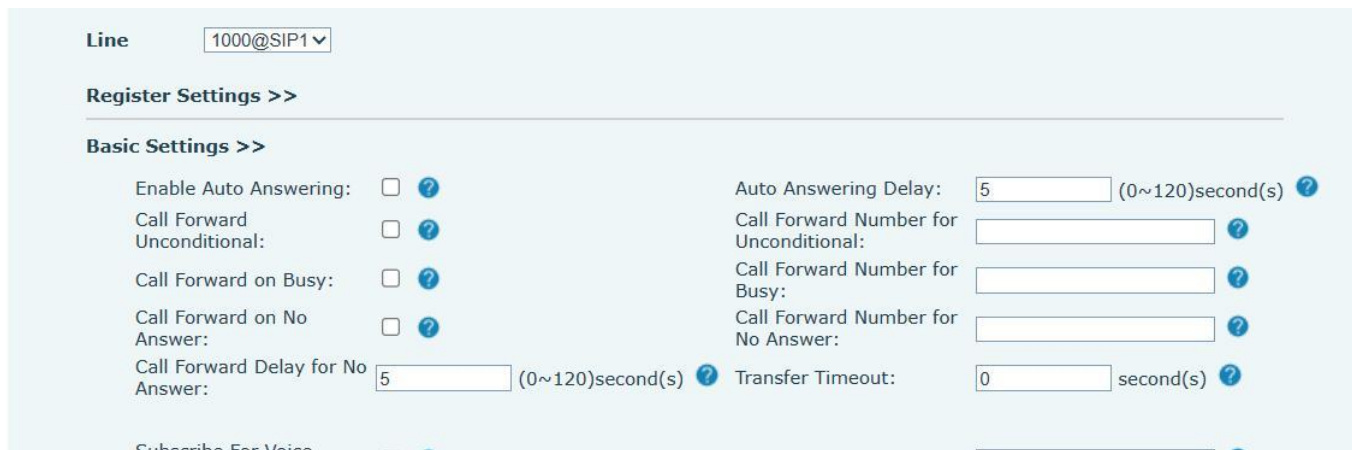 Line 1000@SIP1
Register Settings >>
Basic Settings >>
Enable Auto Answering: ? Auto Answering Delay: 5 (0~120)second(s) ?
Call Forward Call Forward Number for
Unconditional: ? Unconditional: ?
Call Forward on Busy: ? Call Forward Number for
Busy: ?
Call Forward on No Call Forward Number for
Answer: ? No Answer: ?
Call Forward Delay for No
Answer: 5 (0~120)second(s) ? Transfer Timeout: 0 second(s) ?
Subscribe For Voice